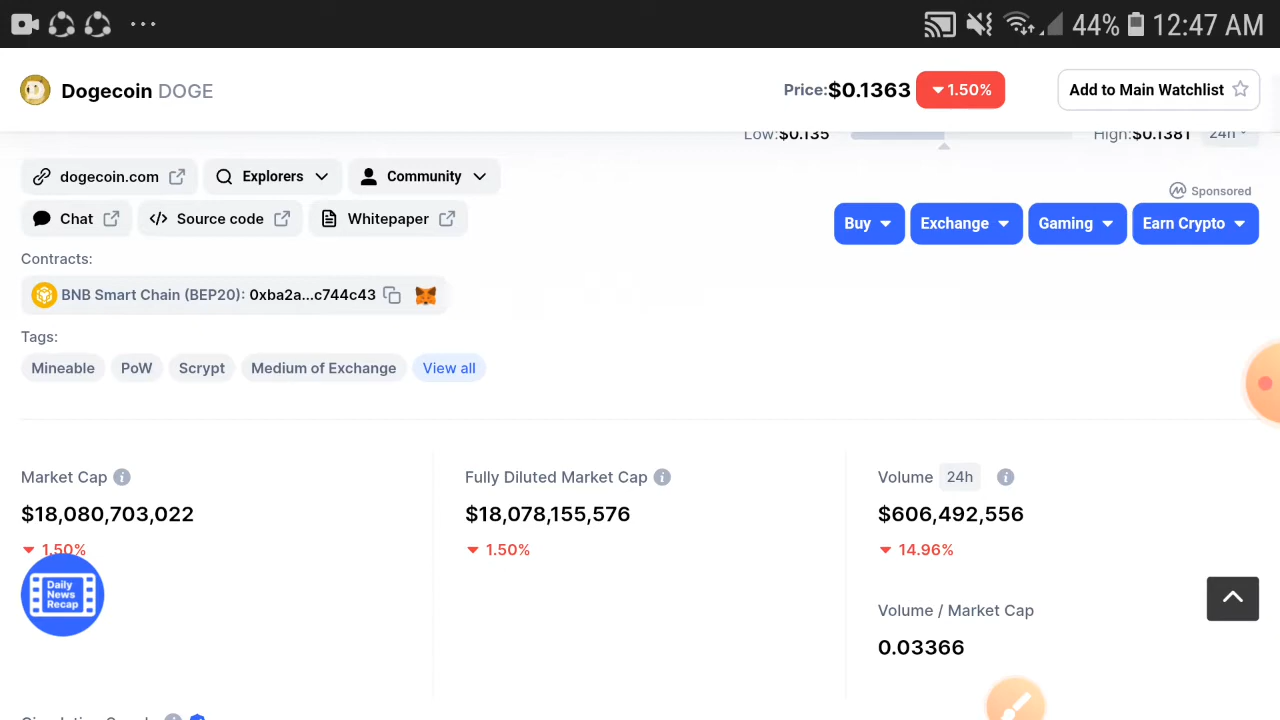 44% 12:47 AM
Dogecoin DOGE Price:$0.1363 1.50% Add to Main Watchlist
Low:$0.135 High:$0.1381 24h
dogecoin.com Explorers Community
Sponsored
Chat Source code Whitepaper
Buy Exchange Gaming Earn Crypto
Contracts:
BNB Smart Chain (BEP20): 0xba2a...c744c43
Tags:
Mineable PoW Scrypt Medium of Exchange View all
Market Cap Fully Diluted Market Cap Volume 24h
$18,080,703,022 $18,078,155,576 $606,492,556
1.50% 1.50% 14.96%
Daily
News
Recap
Volume / Market Cap
0.03366